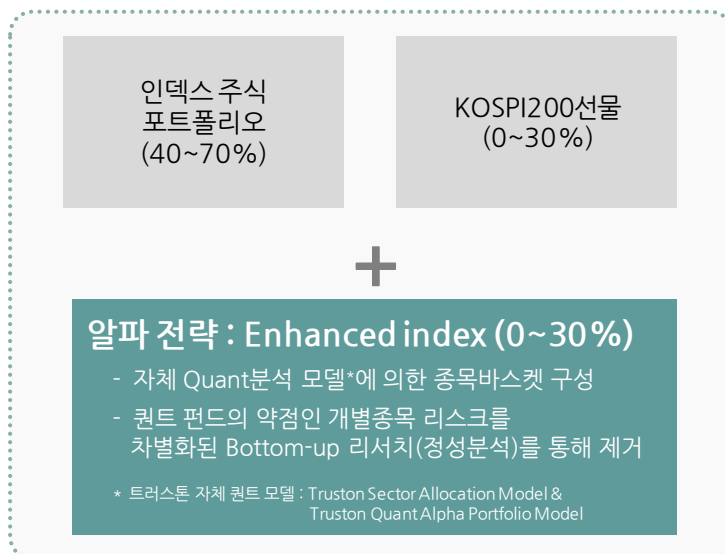 인덱스 주식
포트폴리오
(40~70%)
KOSPI200선물
(0~30%)
+
알파 전략 : Enhanced index (0~30%)
- 자체 Quant분석 모델*에 의한 종목바스켓 구성
- 퀀트 펀드의 약점인 개별종목 리스크를
차별화된 Bottom-up 리서치(정성분석)를 통해 제거
* 트러스톤 자체 퀀트 모델 : Truston Sector Allocation Model &
Truston Quant Alpha Portfolio Model